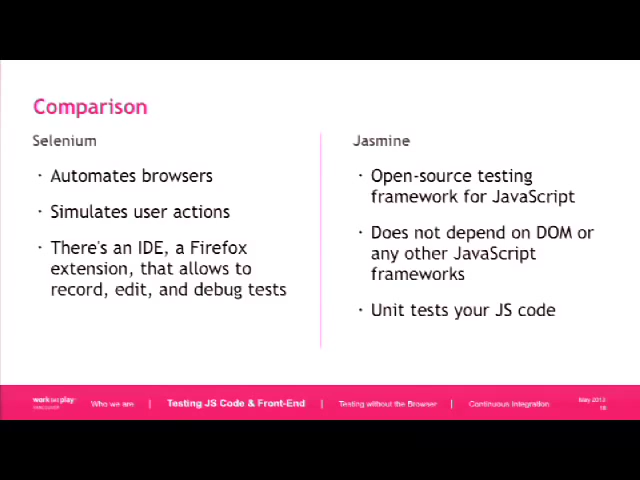 Comparison
Selenium
· Automates browsers
· Simulates user actions
· There's an IDE, a Firefox
extension, that allows to
record, edit, and debug tests
Jasmine
· Open-source testing
framework for JavaScript
· Does not depend on DOM or
any other JavaScript
frameworks
· Unit tests your JS code
work at play
VANCOUVER
Who we are | Testing JS Code & Front-End | Testing without the Browser | Continuous Integration
May 2013